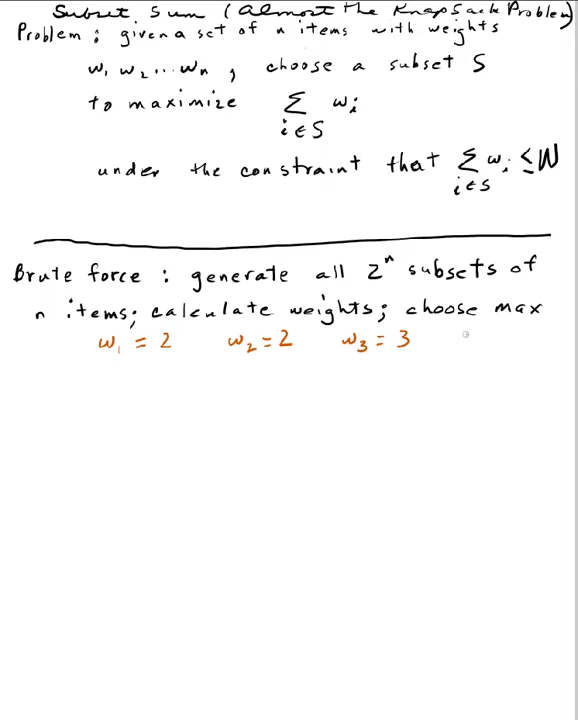 Subset Sum (almost the Knapsack Problem)
Problem: given a set of n items with weights
w₁ w₂ ... wₙ, choose a subset S
to maximize ∑ wᵢ
i∈S
under the constraint that ∑ wᵢ ≤ W
i∈S
Brute force: generate all 2ⁿ subsets of
n items; calculate weights; choose max
w₁ = 2 w₂ = 2 w₃ = 3